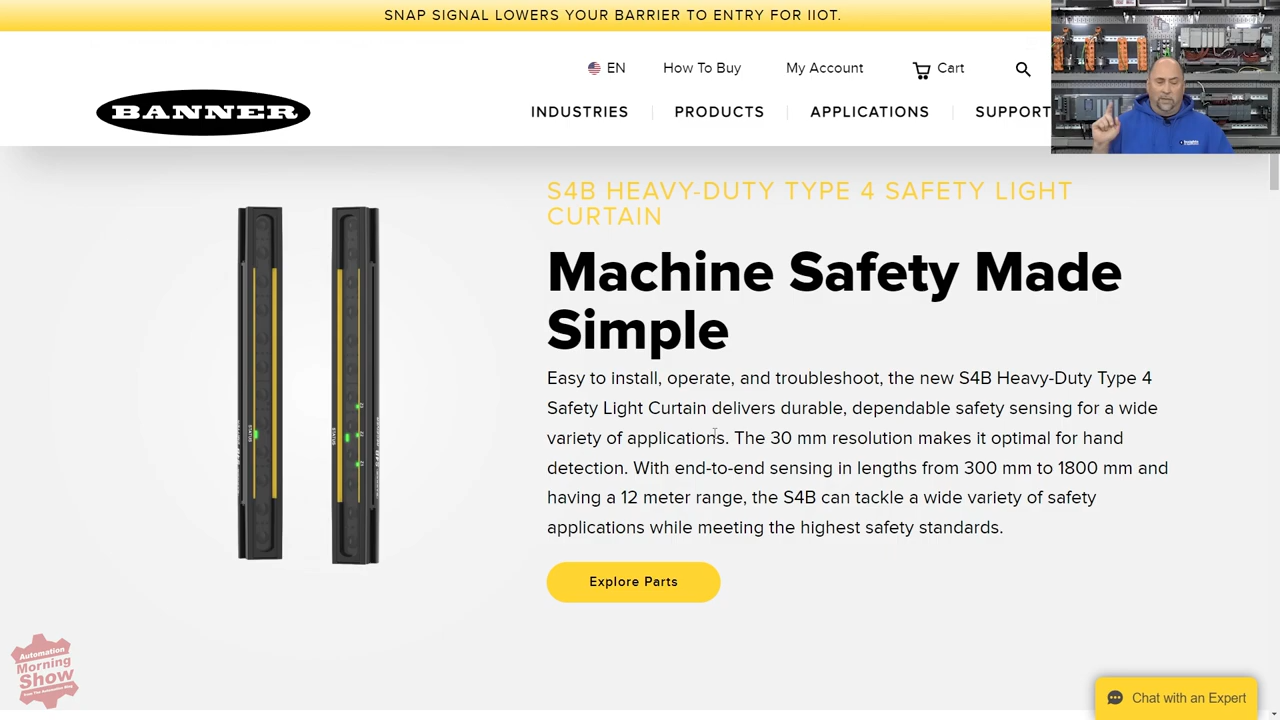 SNAP SIGNAL LOWERS YOUR BARRIER TO ENTRY FOR IIOT.
EN
How To Buy
My Account
Cart
BANNER
INDUSTRIES
PRODUCTS
APPLICATIONS
SUPPORT
S4B HEAVY-DUTY TYPE 4 SAFETY LIGHT
CURTAIN
Machine Safety Made
Simple
Easy to install, operate, and troubleshoot, the new S4B Heavy-Duty Type 4
Safety Light Curtain delivers durable, dependable safety sensing for a wide
variety of applications. The 30 mm resolution makes it optimal for hand
detection. With end-to-end sensing in lengths from 300 mm to 1800 mm and
having a 12 meter range, the S4B can tackle a wide variety of safety
applications while meeting the highest safety standards.
Explore Parts
STATUS
STATUS
Automation
Morning
Show
Chat with an Expert